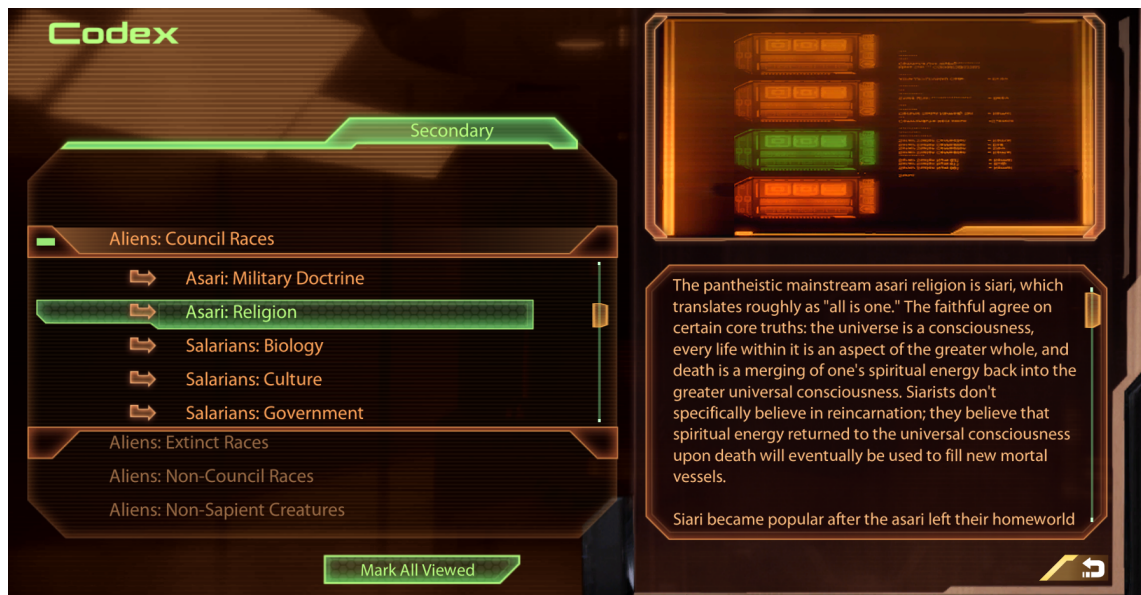 Codex
Secondary
Aliens: Council Races
Asari: Military Doctrine
Asari: Religion
Salarians: Biology
Salarians: Culture
Salarians: Government
Aliens: Extinct Races
Aliens: Non-Council Races
Aliens: Non-Sapient Creatures
Mark All Viewed
The pantheistic mainstream asari religion is siari, which
translates roughly as "all is one." The faithful agree on
certain core truths: the universe is a consciousness,
every life within it is an aspect of the greater whole, and
death is a merging of one's spiritual energy back into the
greater universal consciousness. Siarists don't
specifically believe in reincarnation; they believe that
spiritual energy returned to the universal consciousness
upon death will eventually be used to fill new mortal
vessels.
Siari became popular after the asari left their homeworld